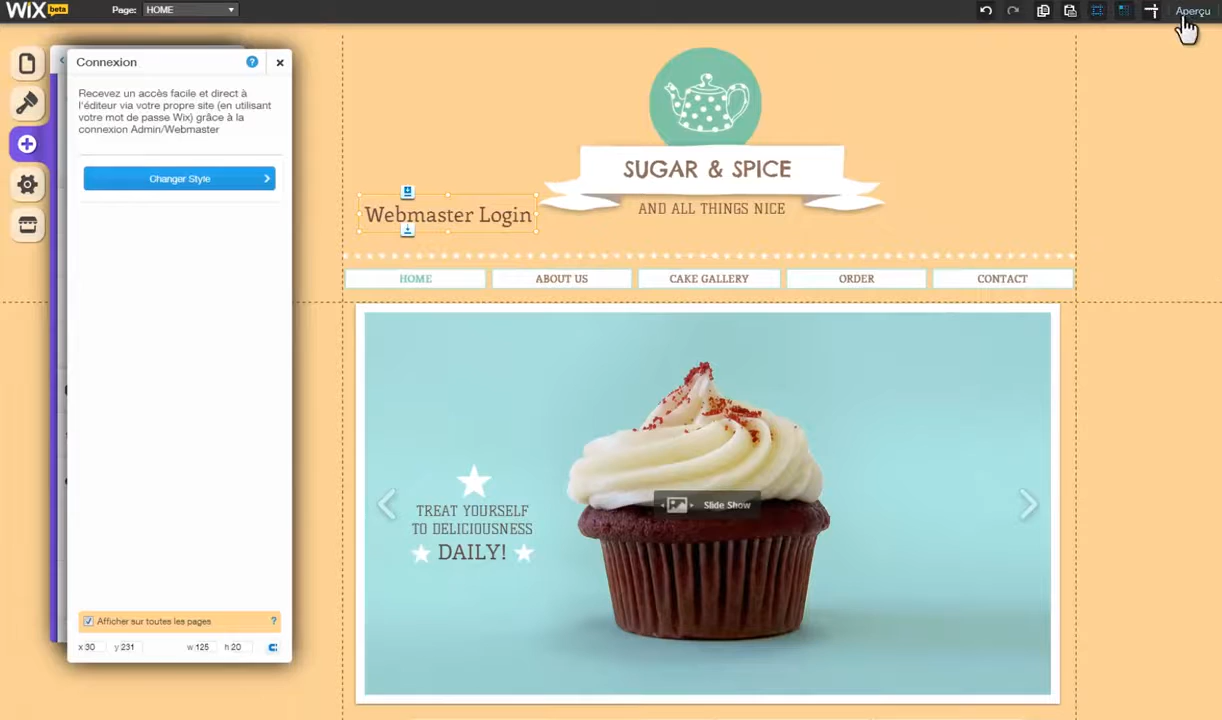 WIX beta
Page: HOME
Aperçu
Connexion
?
Recevez un accès facile et direct à
l'éditeur via votre propre site (en utilisant
votre mot de passe Wix) grâce à la
connexion Admin/Webmaster
Changer Style
Afficher sur toutes les pages
?
x 30 y 231 w 125 h 20
SUGAR & SPICE
AND ALL THINGS NICE
Webmaster Login
HOME
ABOUT US
CAKE GALLERY
ORDER
CONTACT
TREAT YOURSELF
TO DELICIOUSNESS
DAILY!
Slide Show